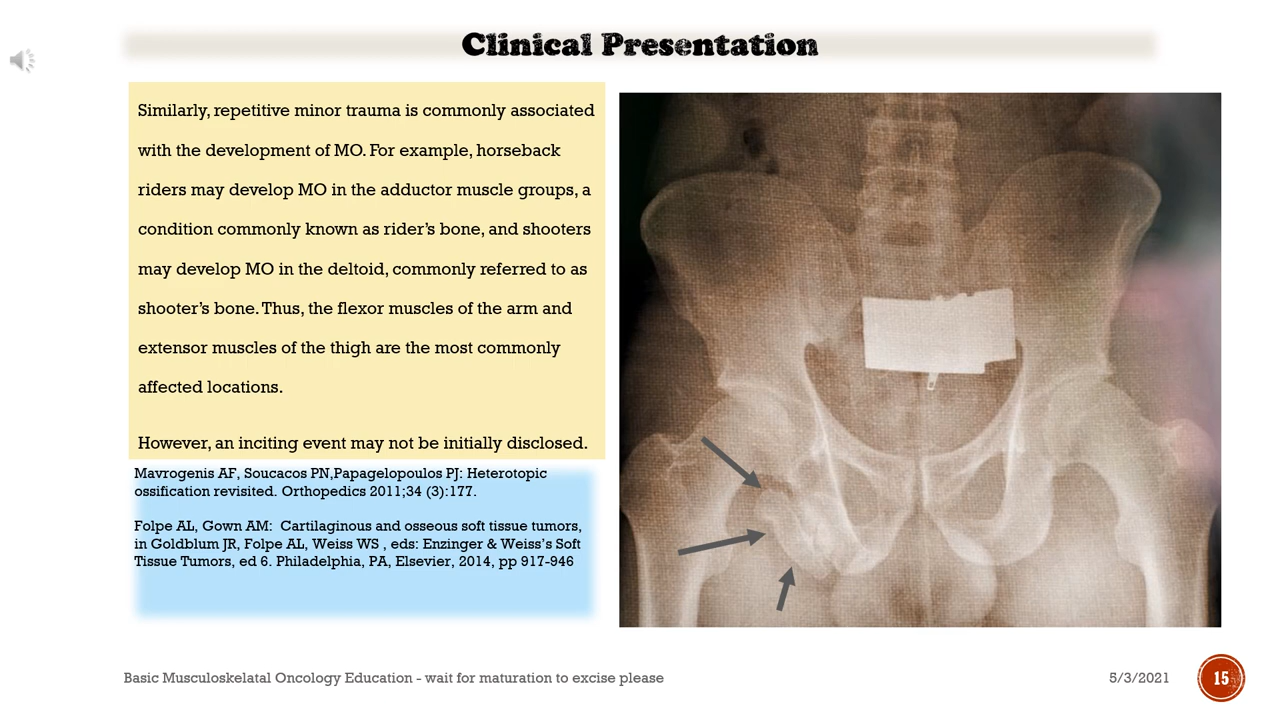 Clinical Presentation
Similarly, repetitive minor trauma is commonly associated
with the development of MO. For example, horseback
riders may develop MO in the adductor muscle groups, a
condition commonly known as rider’s bone, and shooters
may develop MO in the deltoid, commonly referred to as
shooter’s bone. Thus, the flexor muscles of the arm and
extensor muscles of the thigh are the most commonly
affected locations.
However, an inciting event may not be initially disclosed.
Mavrogenis AF, Soucacos PN,Papagelopoulos PJ: Heterotopic
ossification revisited. Orthopedics 2011;34 (3):177.
Folpe AL, Gown AM:  Cartilaginous and osseous soft tissue tumors,
in Goldblum JR, Folpe AL, Weiss WS , eds: Enzinger & Weiss’s Soft
Tissue Tumors, ed 6. Philadelphia, PA, Elsevier, 2014, pp 917-946
Basic Musculoskelatal Oncology Education - wait for maturation to excise please
5/3/2021
15